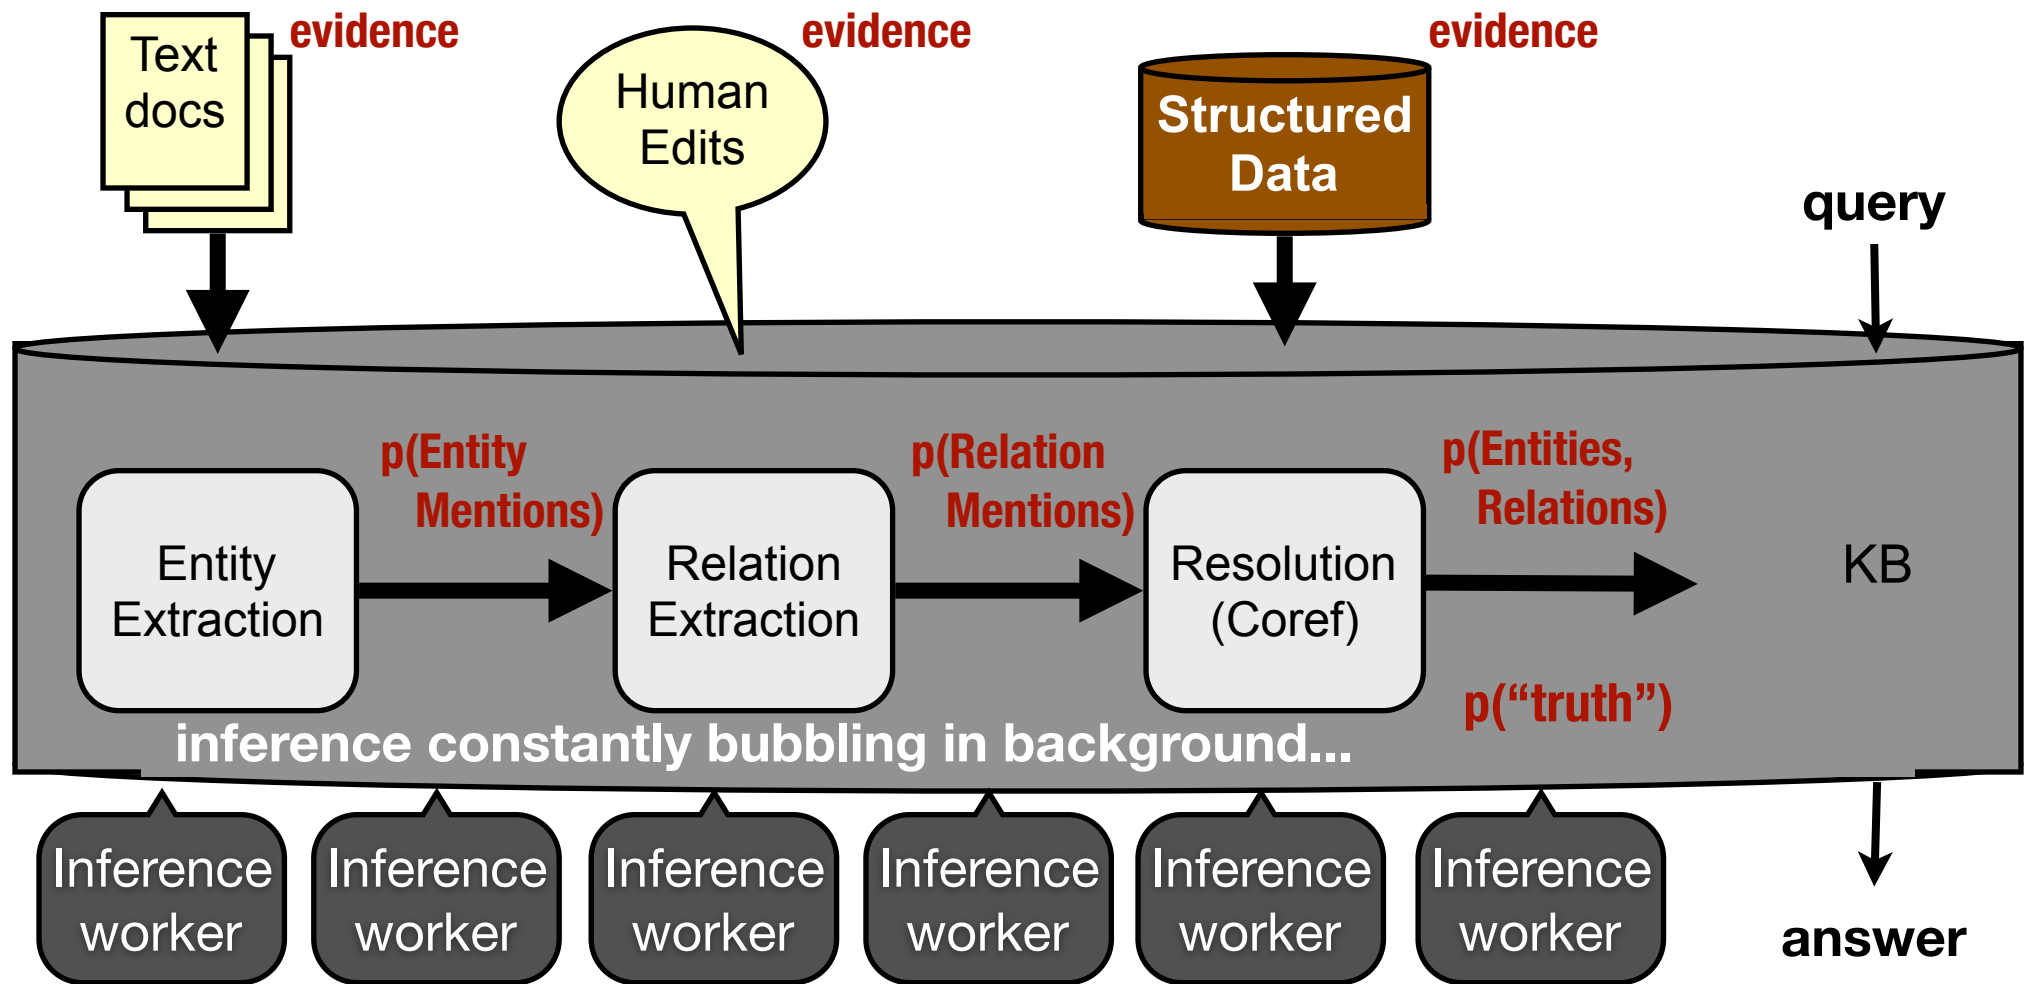 Text
docs
evidence
Human
Edits
evidence
Structured
Data
evidence
query
p(Entity
Mentions)
p(Relation
Mentions)
p(Entities,
Relations)
Entity
Extraction
Relation
Extraction
Resolution
(Coref)
KB
p(“truth”)
inference constantly bubbling in background...
Inference
worker
Inference
worker
Inference
worker
Inference
worker
Inference
worker
Inference
worker
answer